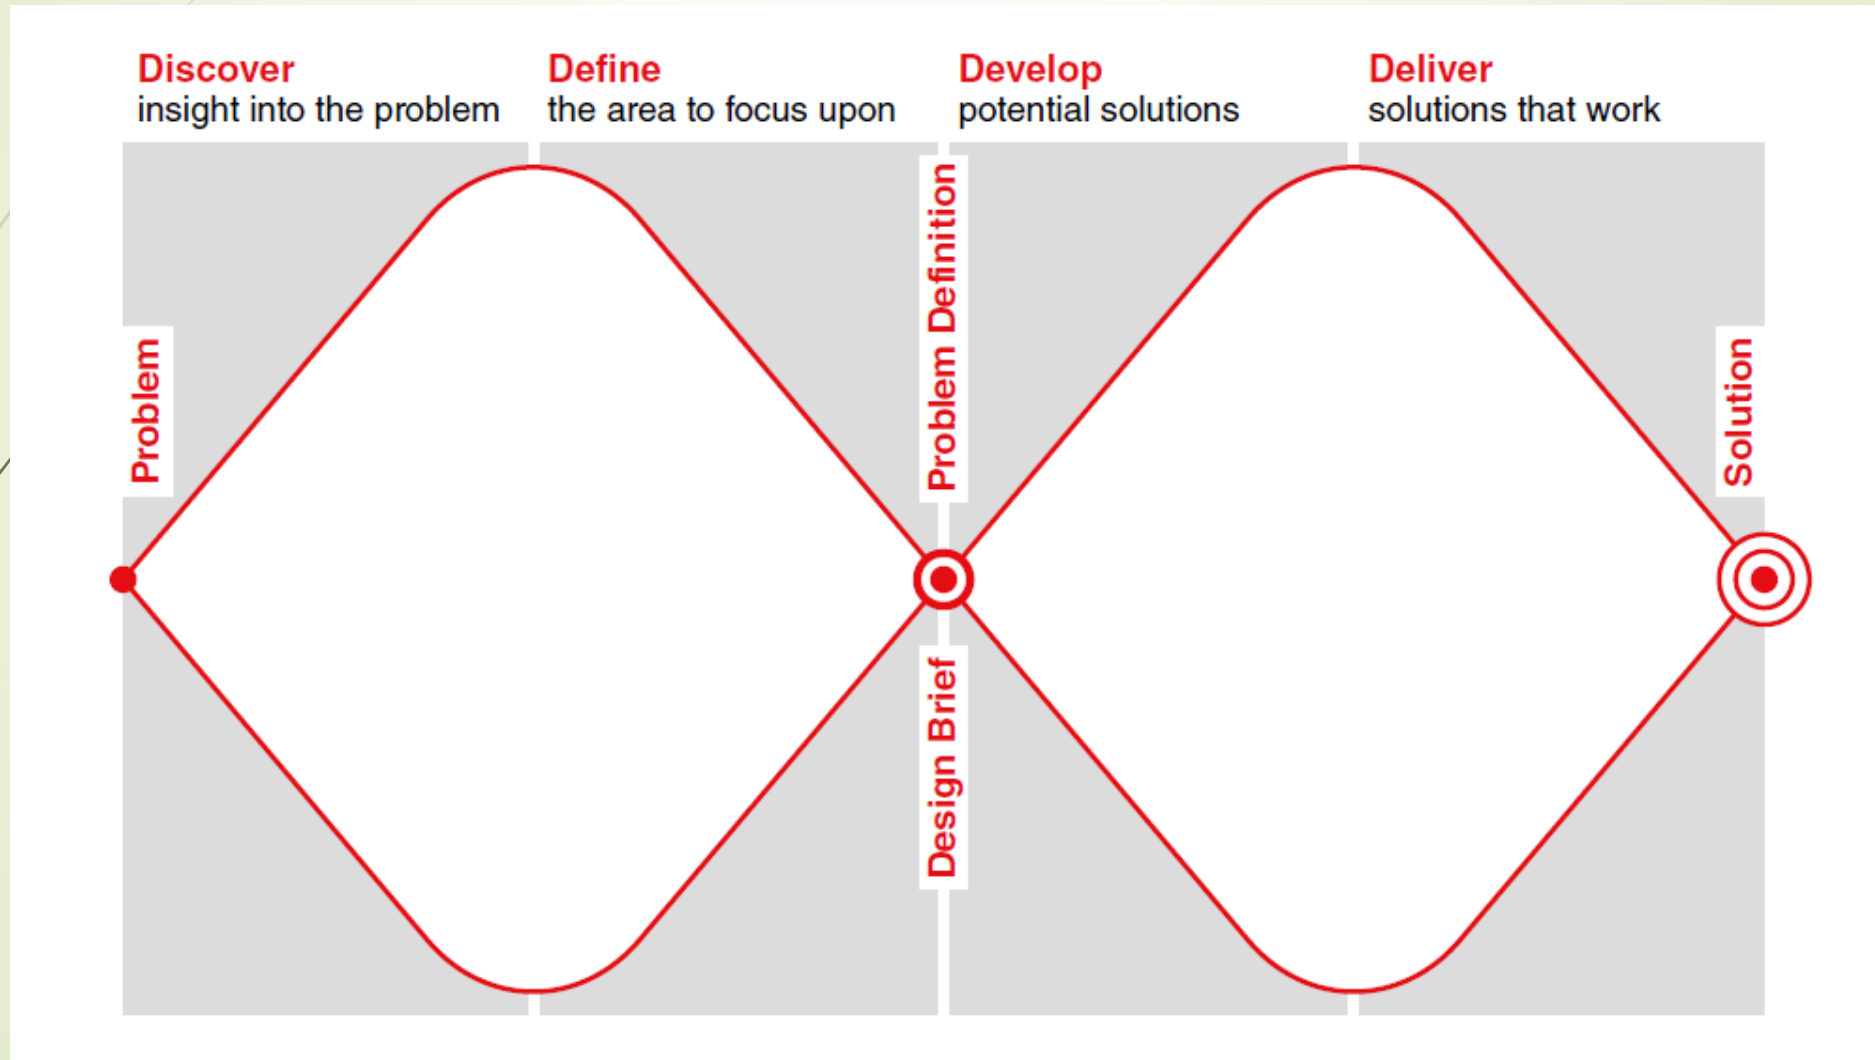 Discover
insight into the problem
Define
the area to focus upon
Develop
potential solutions
Deliver
solutions that work
Problem
Problem Definition
Design Brief
Solution